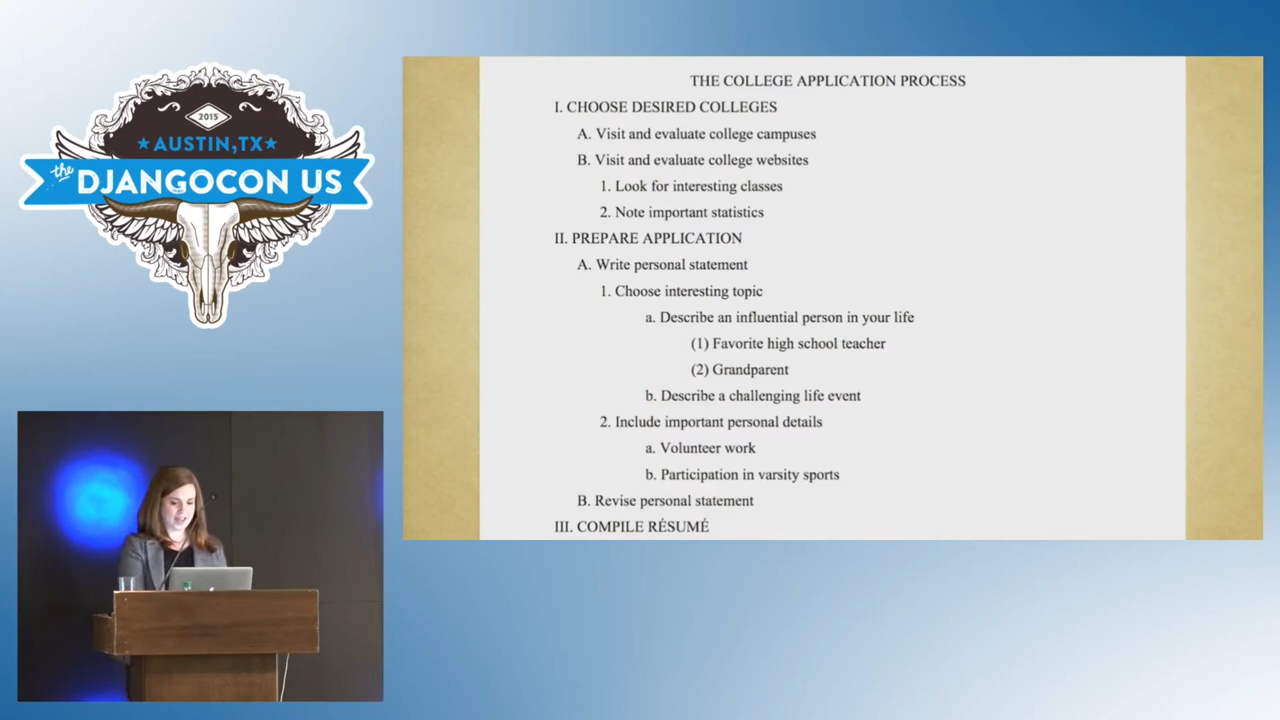 2015
★AUSTIN,TX★
the
DJANGOCON US
THE COLLEGE APPLICATION PROCESS
I. CHOOSE DESIRED COLLEGES
A. Visit and evaluate college campuses
B. Visit and evaluate college websites
1. Look for interesting classes
2. Note important statistics
II. PREPARE APPLICATION
A. Write personal statement
1. Choose interesting topic
a. Describe an influential person in your life
(1) Favorite high school teacher
(2) Grandparent
b. Describe a challenging life event
2. Include important personal details
a. Volunteer work
b. Participation in varsity sports
B. Revise personal statement
III. COMPILE RÉSUMÉ